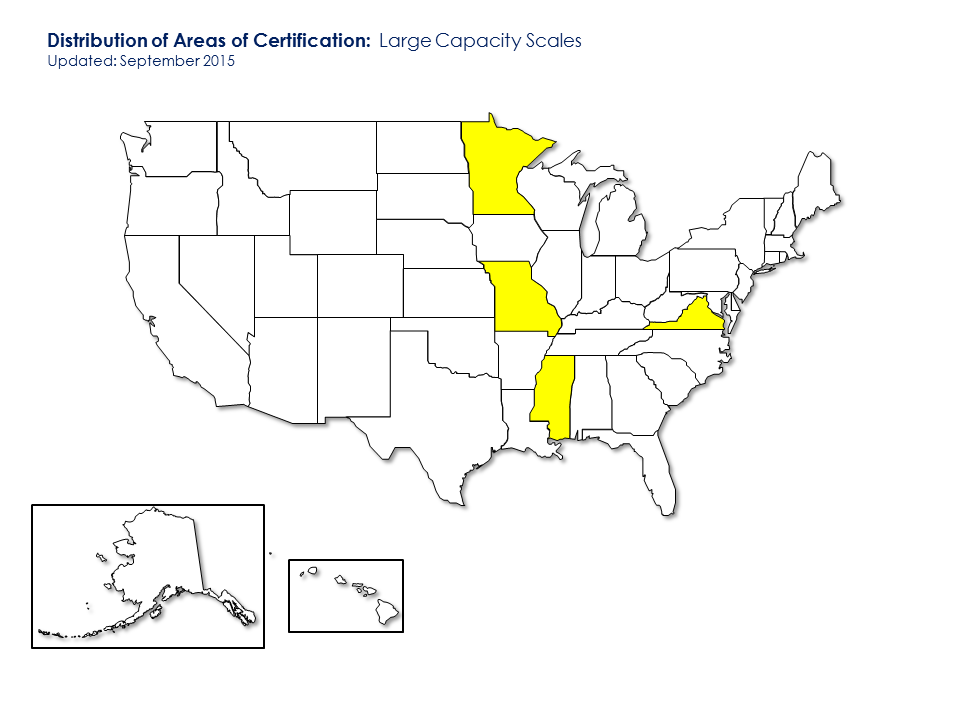 Distribution of Areas of Certification: Large Capacity Scales
Updated: September 2015